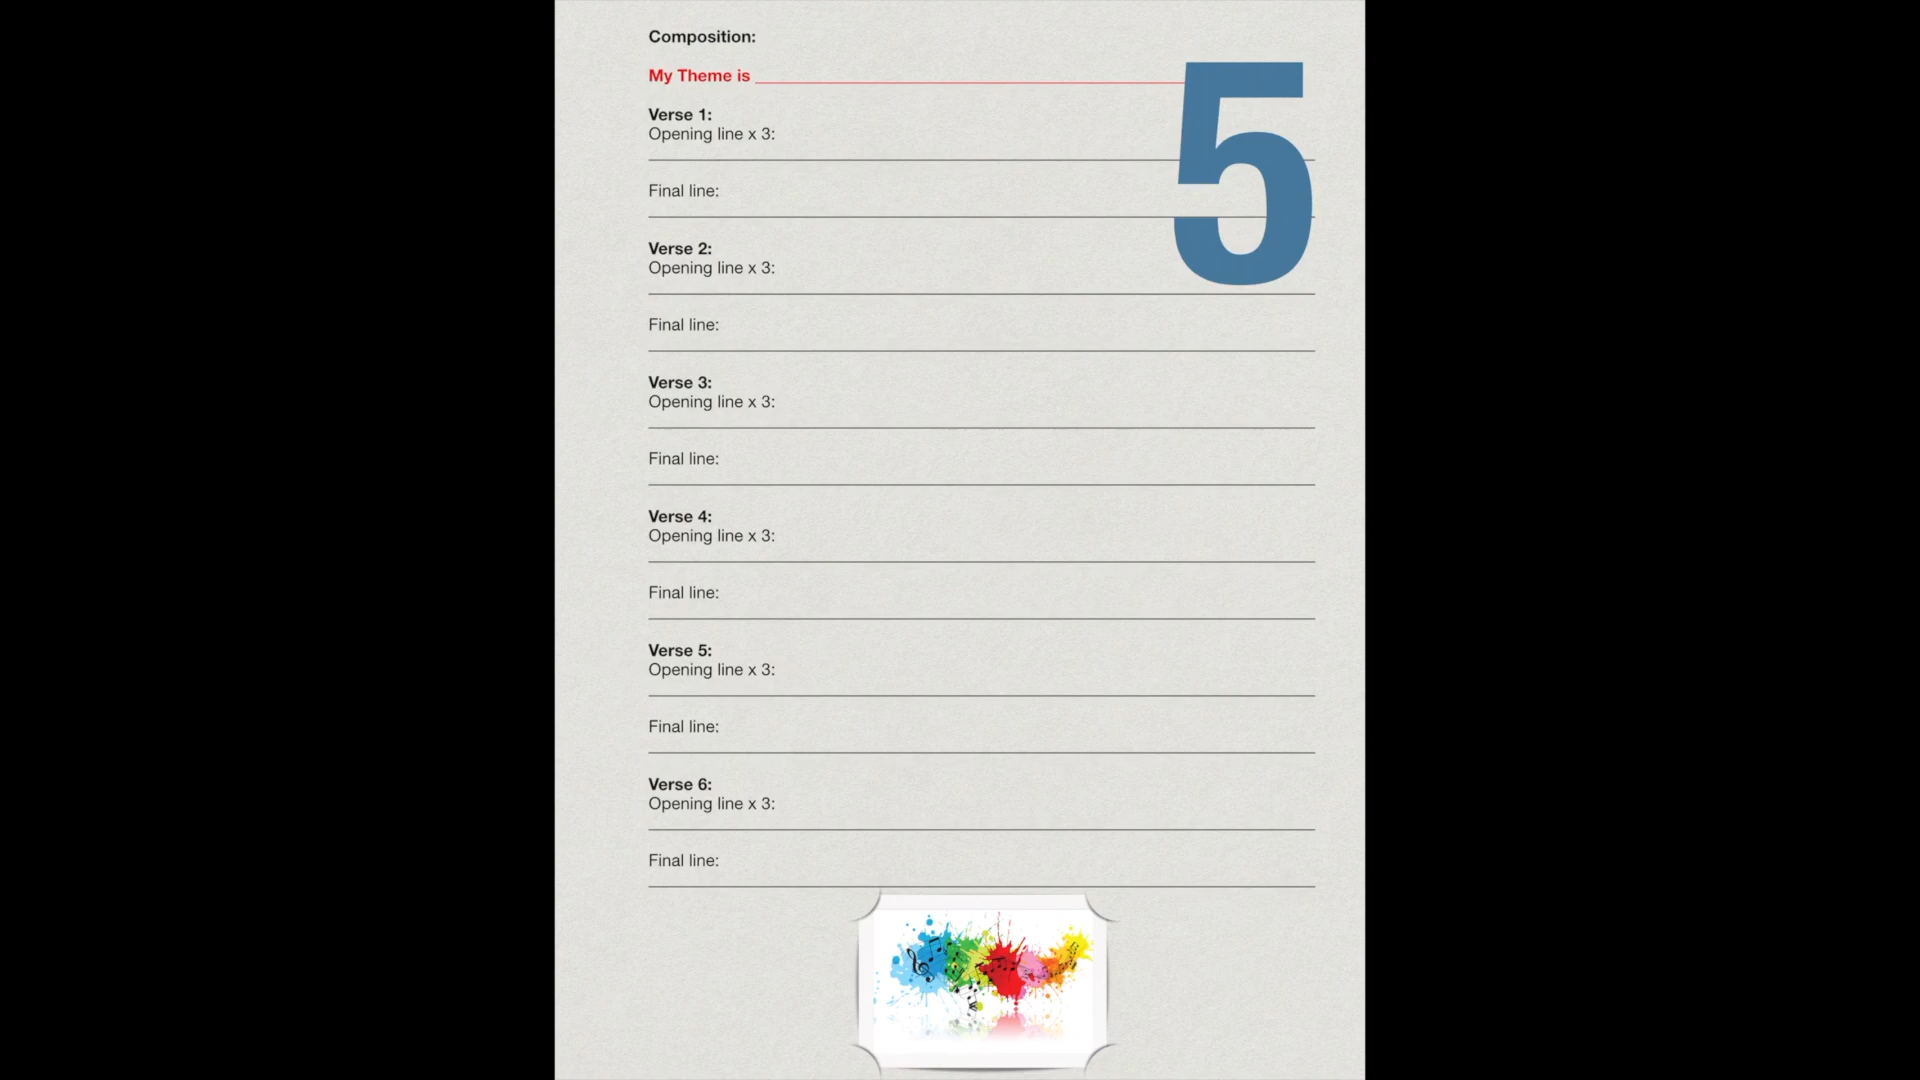 Composition:
My Theme is
5
Verse 1:
Opening line x 3:
Final line:
Verse 2:
Opening line x 3:
Final line:
Verse 3:
Opening line x 3:
Final line:
Verse 4:
Opening line x 3:
Final line:
Verse 5:
Opening line x 3:
Final line:
Verse 6:
Opening line x 3:
Final line: